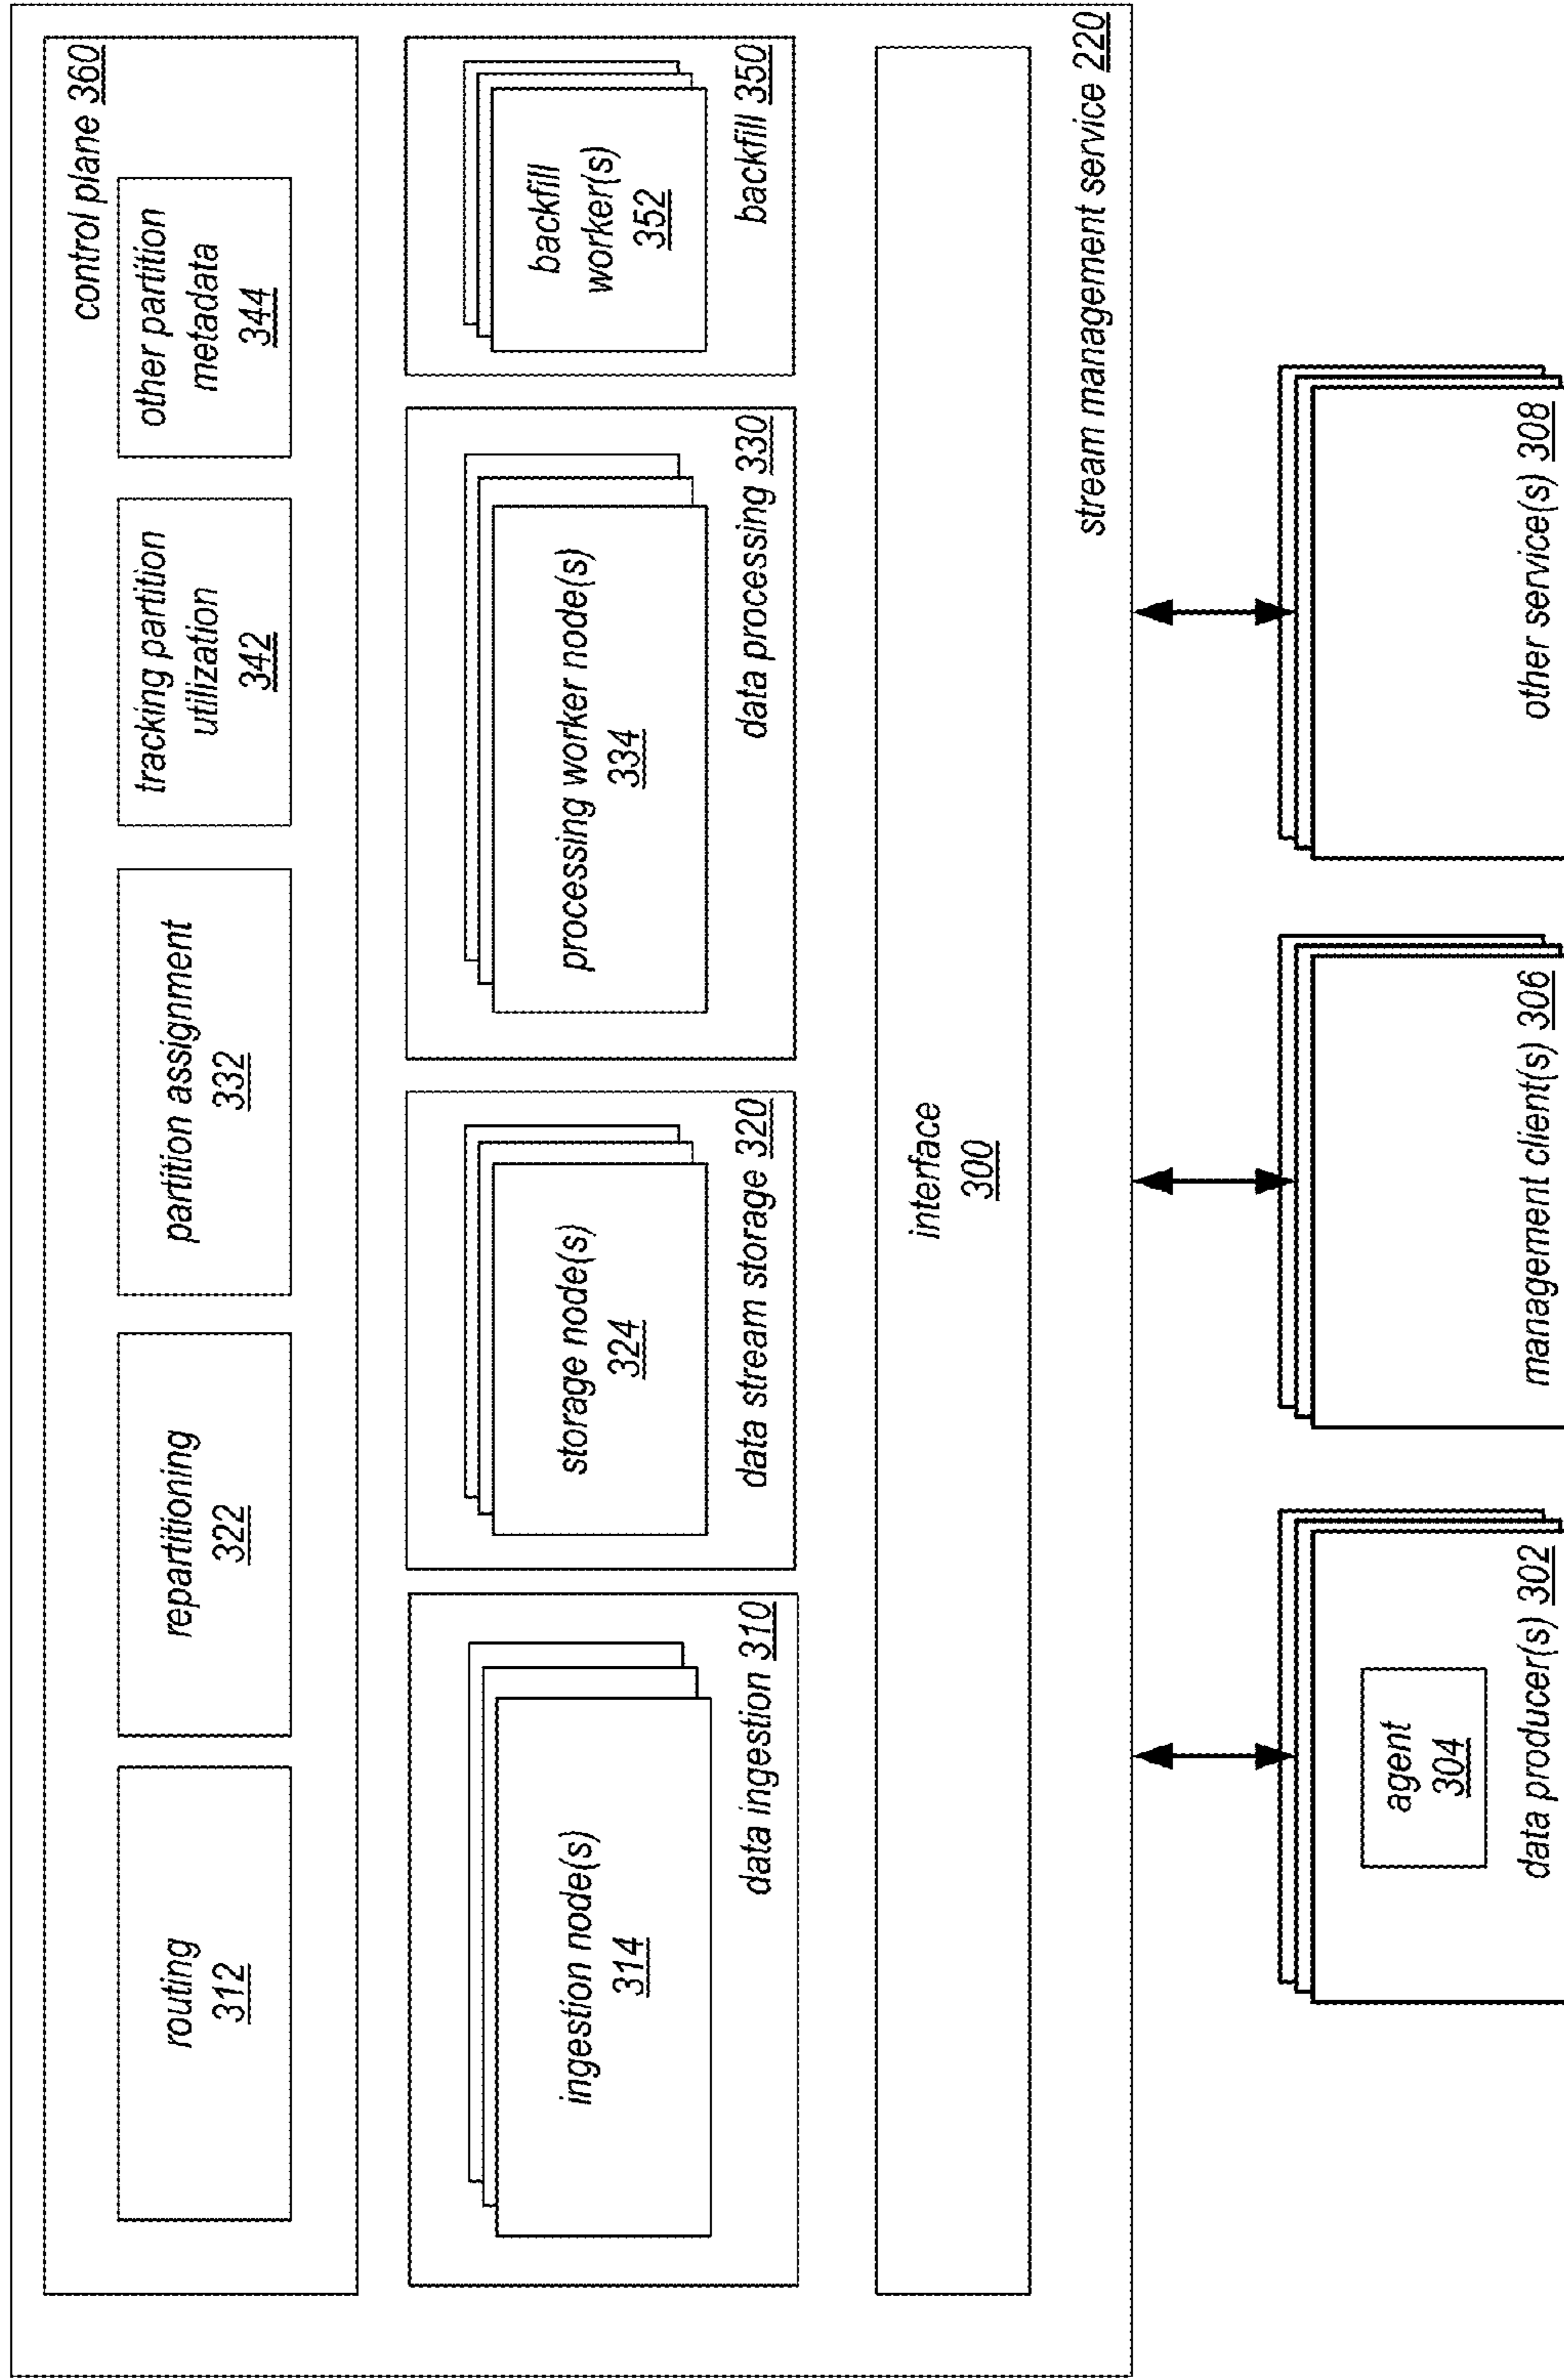 control plane 360
routing
312
repartitioning
322
partition assignment
332
tracking partition
utilization
342
other partition
metadata
344
ingestion node(s)
314
data ingestion 310
storage node(s)
324
data stream storage 320
processing worker node(s)
334
data processing 330
backfill
worker(s)
352
backfill 350
interface
300
stream management service 220
agent
304
data producer(s) 302
management client(s) 306
other service(s) 308